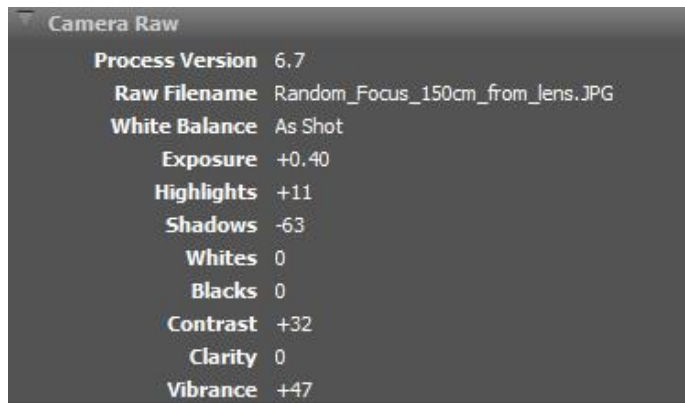 Camera Raw
Process Version 6.7
Raw Filename Random_Focus_150cm_from_lens.JPG
White Balance As Shot
Exposure +0.40
Highlights +11
Shadows -63
Whites 0
Blacks 0
Contrast +32
Clarity 0
Vibrance +47